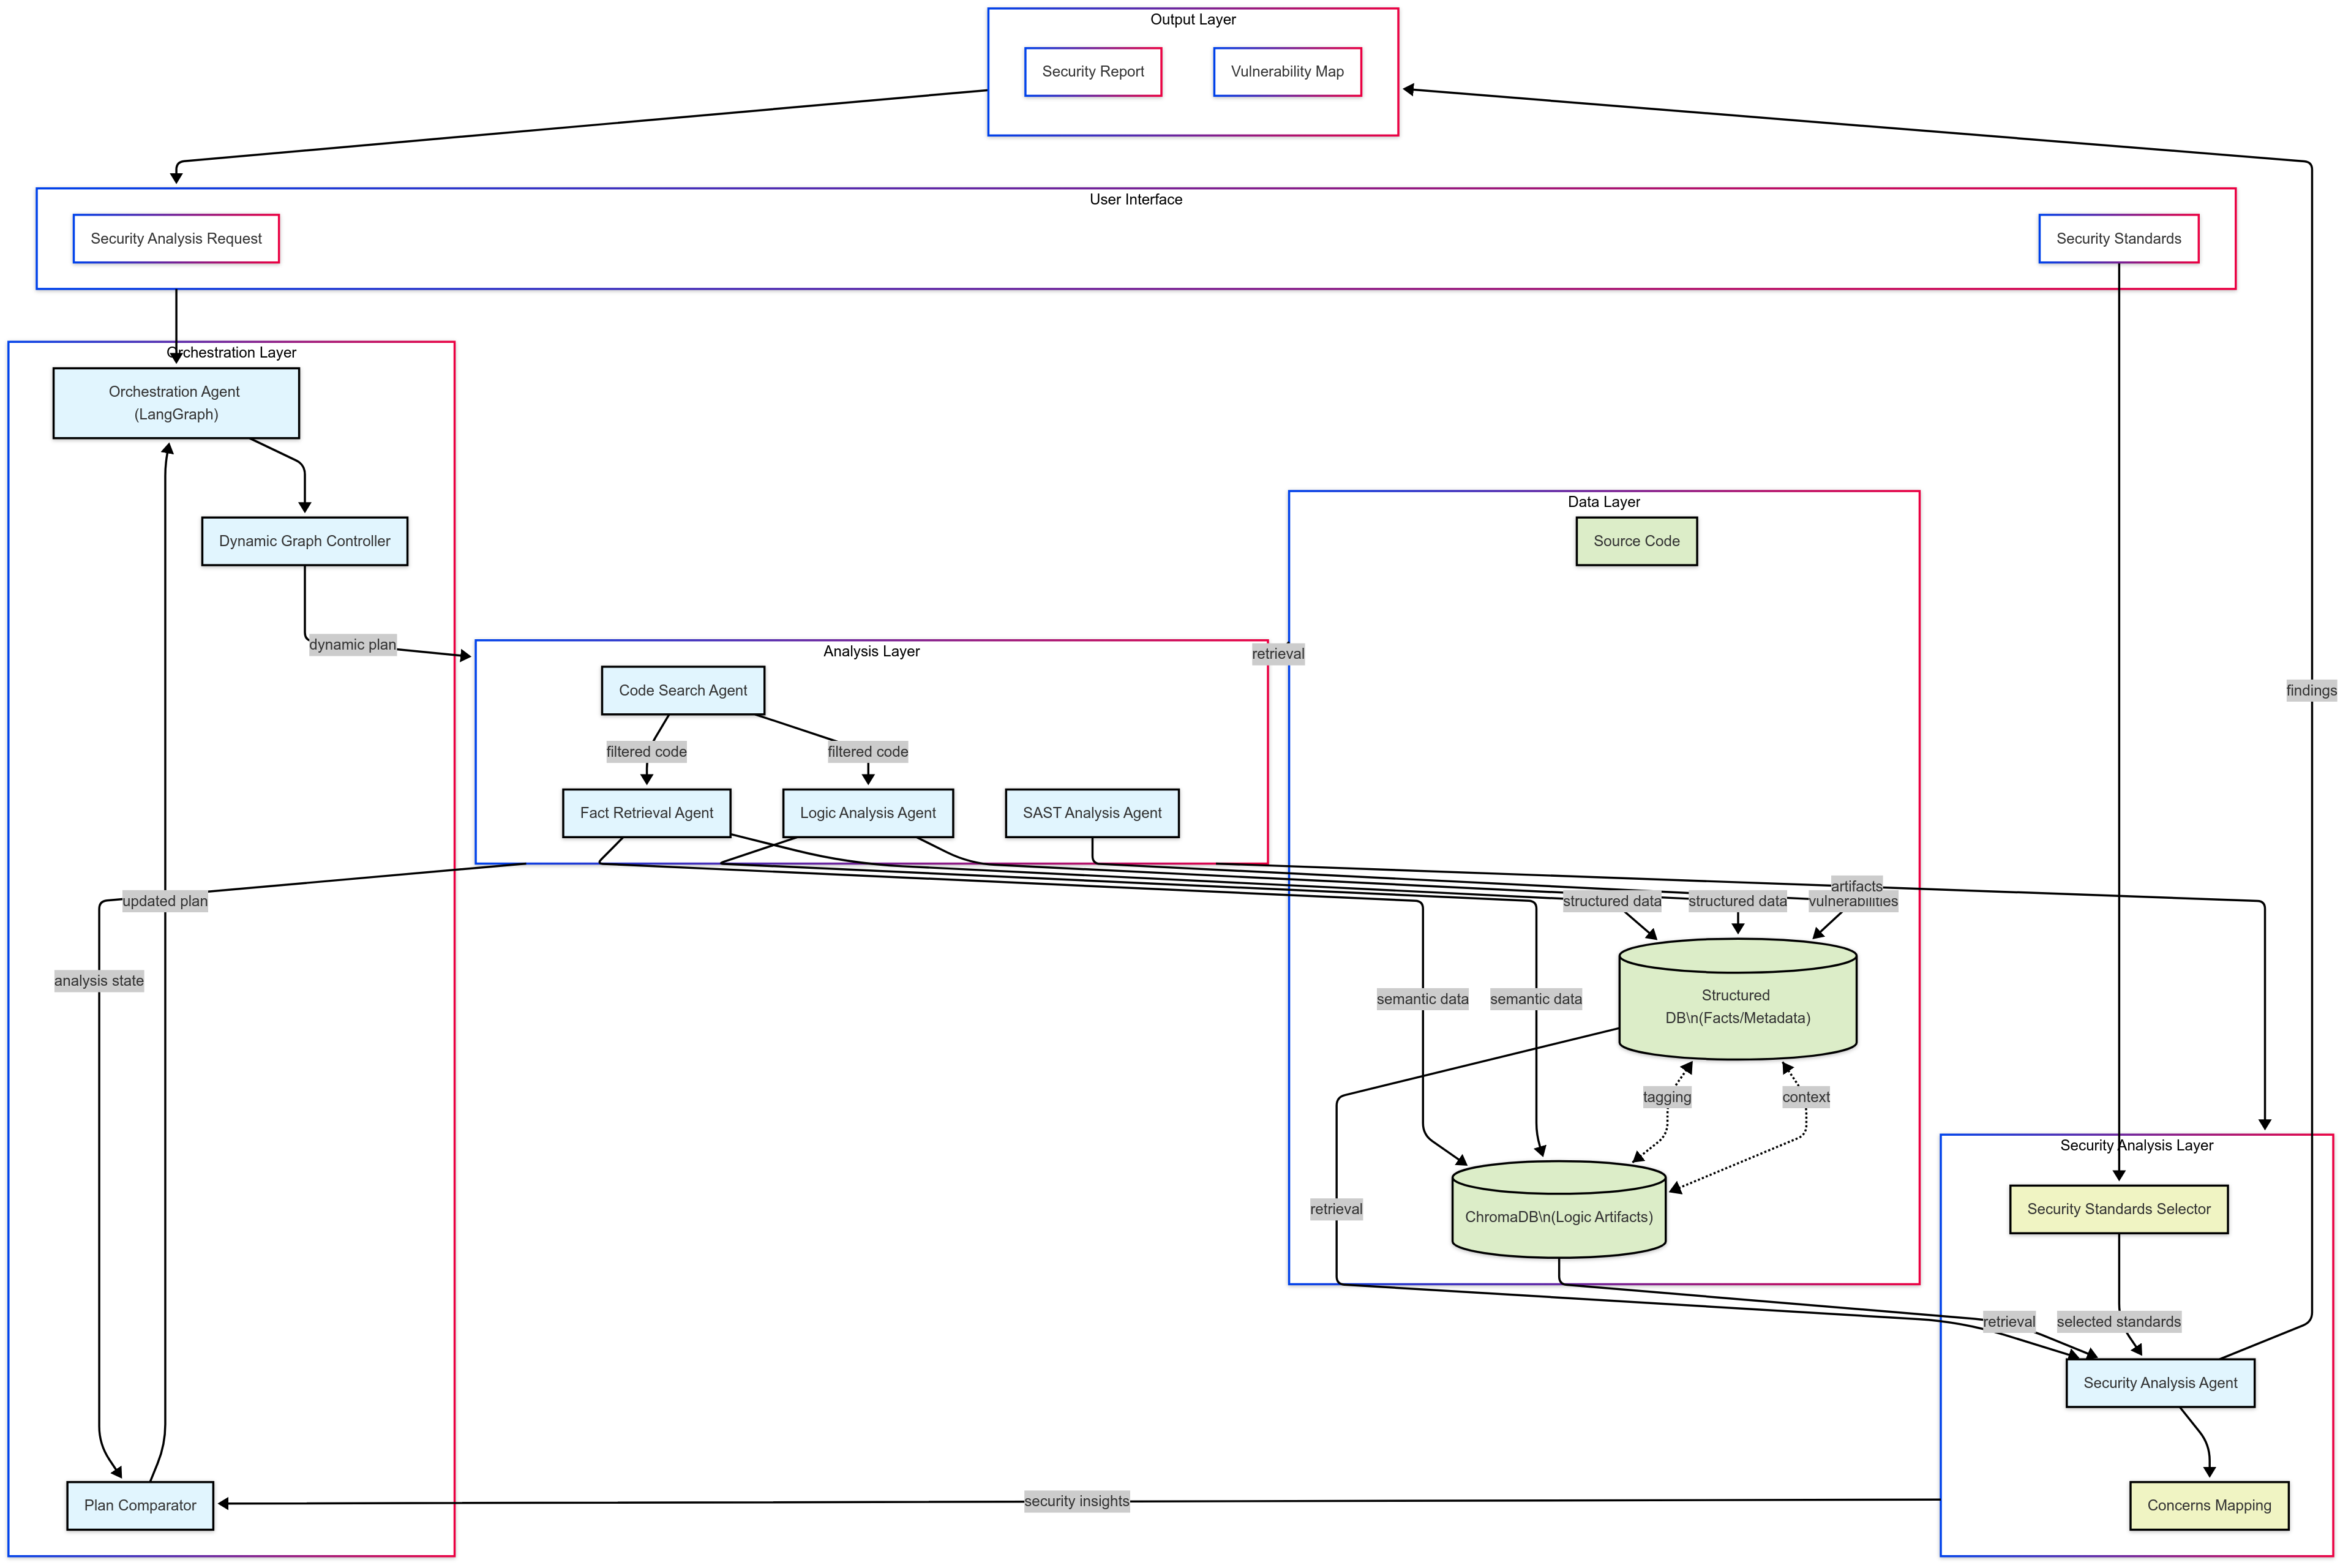 Output Layer
Security Report
Vulnerability Map
User Interface
Security Analysis Request
Security Standards
Orchestration Layer
Orchestration Agent
(LangGraph)
Dynamic Graph Controller
dynamic plan
Data Layer
Source Code
Analysis Layer
retrieval
Code Search Agent
findings
filtered code
filtered code
Fact Retrieval Agent
Logic Analysis Agent
SAST Analysis Agent
artifacts
updated plan
structured data
structured data
vulnerabilities
analysis state
semantic data
semantic data
Structured
DB\n(Facts/Metadata)
tagging
context
Security Analysis Layer
retrieval
ChromaDB\n(Logic Artifacts)
Security Standards Selector
retrieval
selected standards
Security Analysis Agent
Plan Comparator
security insights
Concerns Mapping